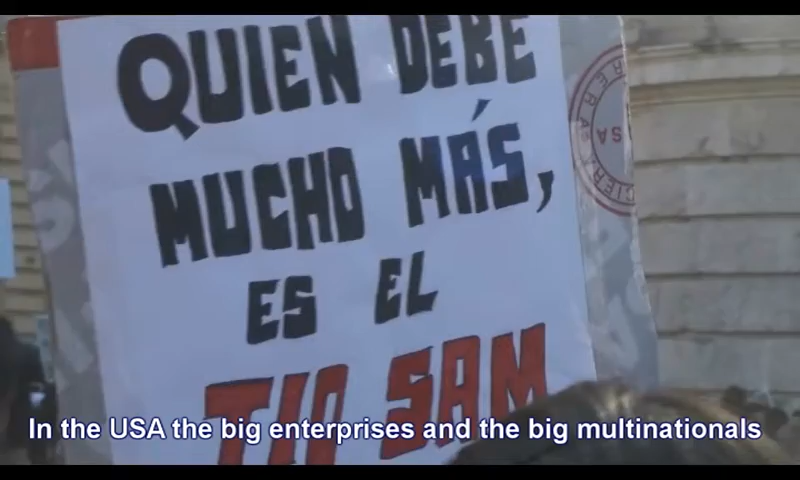 QUIEN DEBE
MUCHO MÁS,
ES EL
TIO SAM
In the USA the big enterprises and the big multinationals